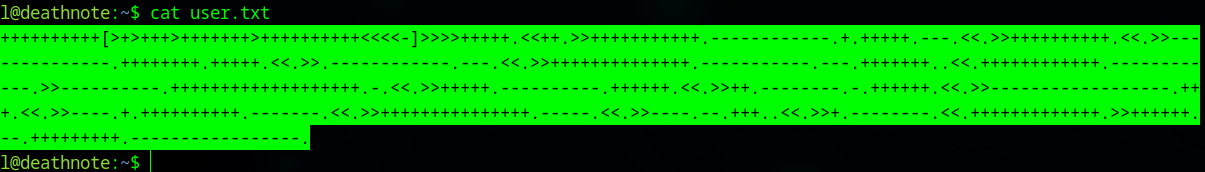 l@deathnote:~$ cat user.txt
++++++++++[>+>+++>+++++++>++++++++++<<<<-]>>>>+++++.<<++.>>+++++++++++.------------.+.+++++.---.<<.>>++++++++++.<<.>>---
-----------.++++++++.+++++.<<.>>.------------.---.<<.>>++++++++++++++.-----------.---.+++++++..<<.++++++++++++.---------
---.>>----------.+++++++++++++++++++.-.<<.>>+++++.----------.++++++.<<.>>++.--------.-.++++++.<<.>>------------------.++
+.<<.>>----.+.++++++++++.-------.<<.>>+++++++++++++++.-----.<<.>>----.--.+++..<<.>>+.--------.<<.+++++++++++++.>>++++++.
--.+++++++++.-----------------.
l@deathnote:~$